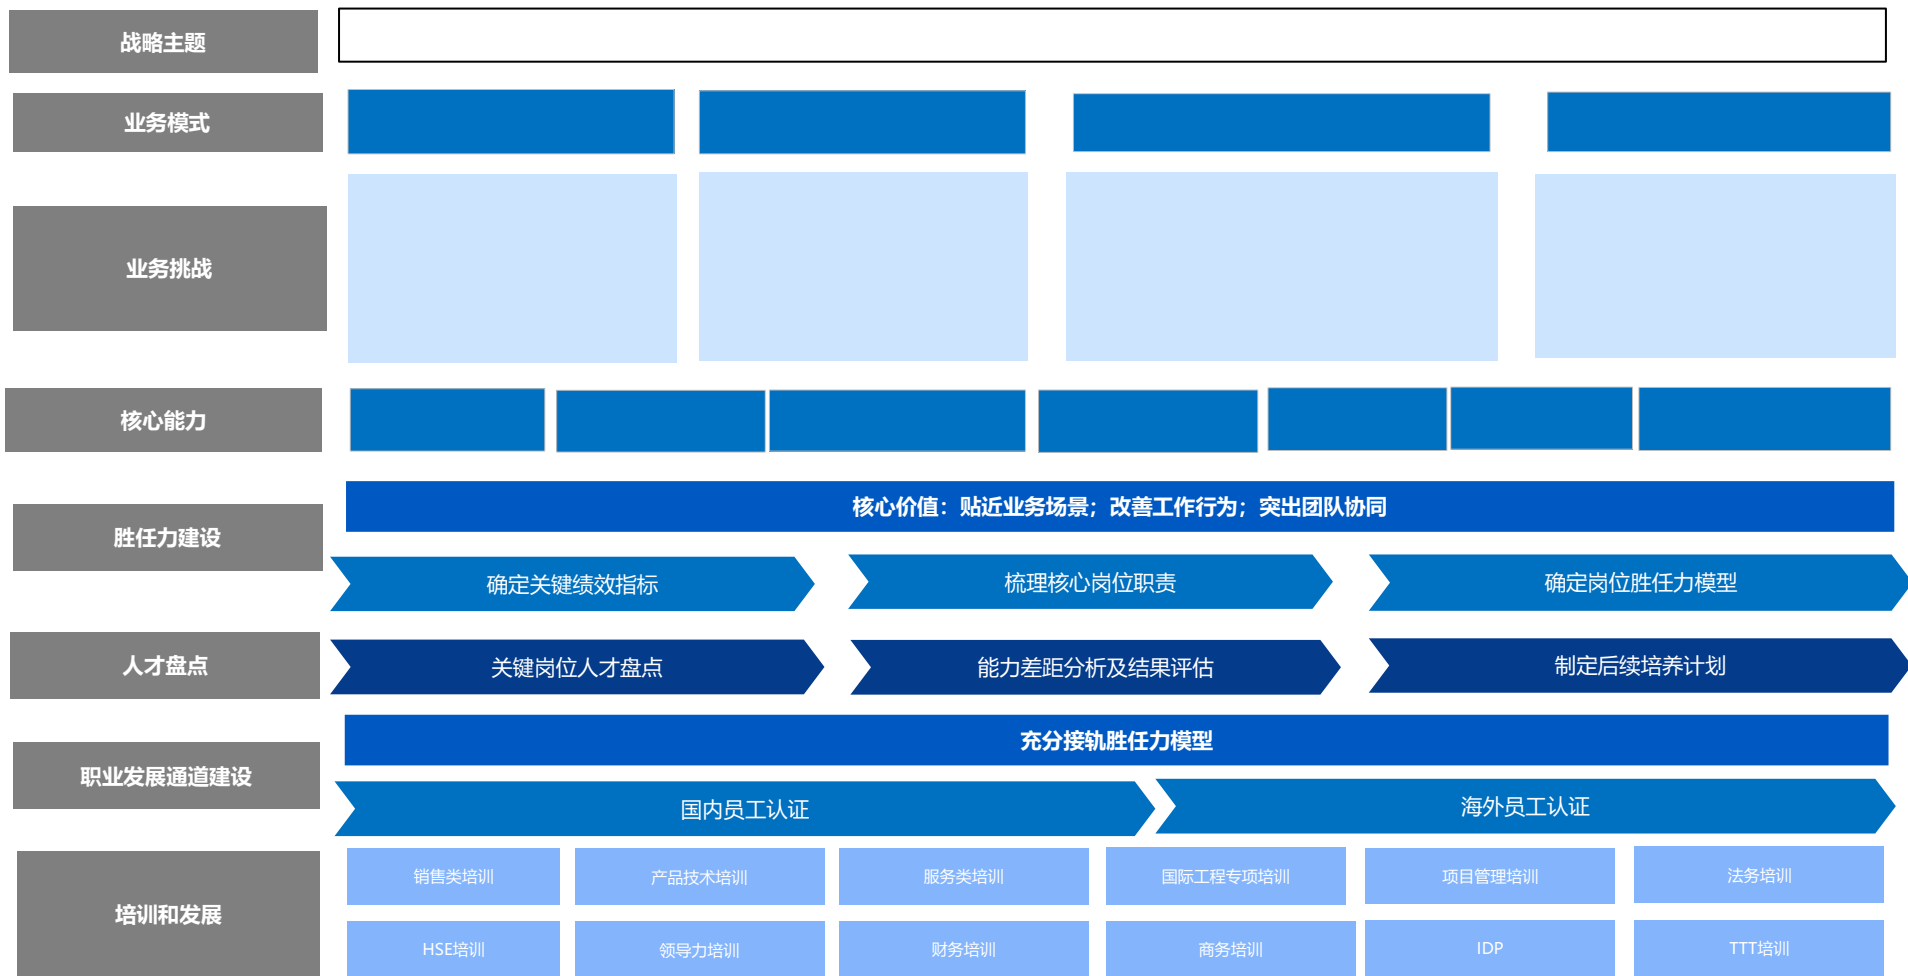 战略主题
业务模式
业务挑战
核心能力
胜任力建设
核心价值：贴近业务场景；改善工作行为；突出团队协同
确定关键绩效指标
梳理核心岗位职责
确定岗位胜任力模型
人才盘点
关键岗位人才盘点
能力差距分析及结果评估
制定后续培养计划
职业发展通道建设
充分接轨胜任力模型
国内员工认证
海外员工认证
培训和发展
销售类培训
产品技术培训
服务类培训
国际工程专项培训
项目管理培训
法务培训
HSE培训
领导力培训
财务培训
商务培训
IDP
TTT培训